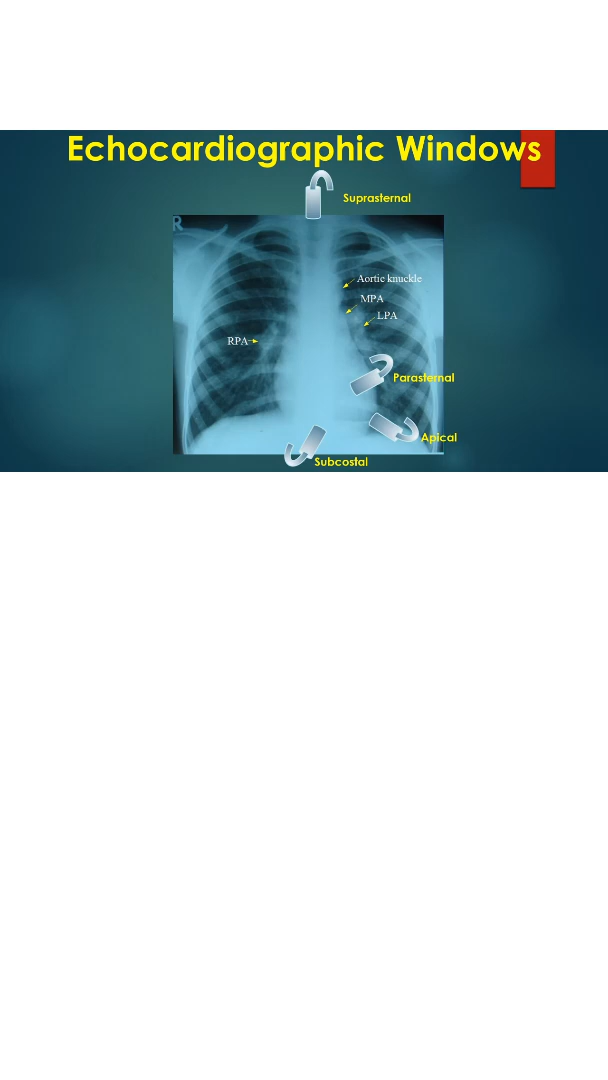 Echocardiographic Windows
Suprasternal
R
Aortic knuckle
MPA
LPA
RPA
Parasternal
Apical
Subcostal